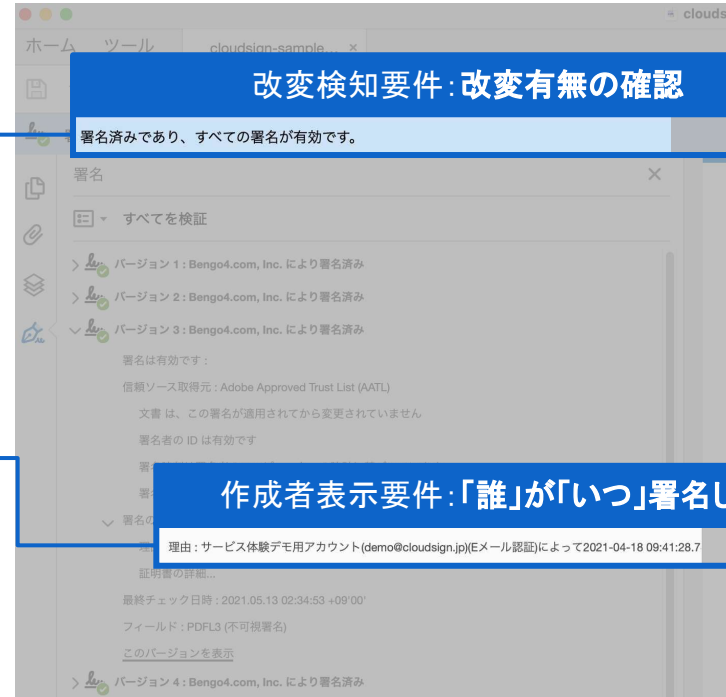 clouds
ホーム ツール cloudsign-sample... ×
改変検知要件:改変有無の確認
署名済みであり、すべての署名が有効です。
署名
すべてを検証
バージョン 1 : Bengo4.com, Inc. により署名済み
バージョン 2 : Bengo4.com, Inc. により署名済み
バージョン 3 : Bengo4.com, Inc. により署名済み
署名は有効です :
信頼ソース取得元 : Adobe Approved Trust List (AATL)
文書 は、この署名が適用されてから変更されていません
署名者の ID は有効です
作成者表示要件:「誰」が「いつ」署名し
署名の
理由 : サービス体験デモ用アカウント(demo@cloudsign.jp)(Eメール認証)によって2021-04-18 09:41:28.7
証明書の詳細...
最終チェック日時 : 2021.05.13 02:34:53 +09'00'
フィールド : PDFL3 (不可視署名)
このバージョンを表示
バージョン 4 : Bengo4.com, Inc. により署名済み